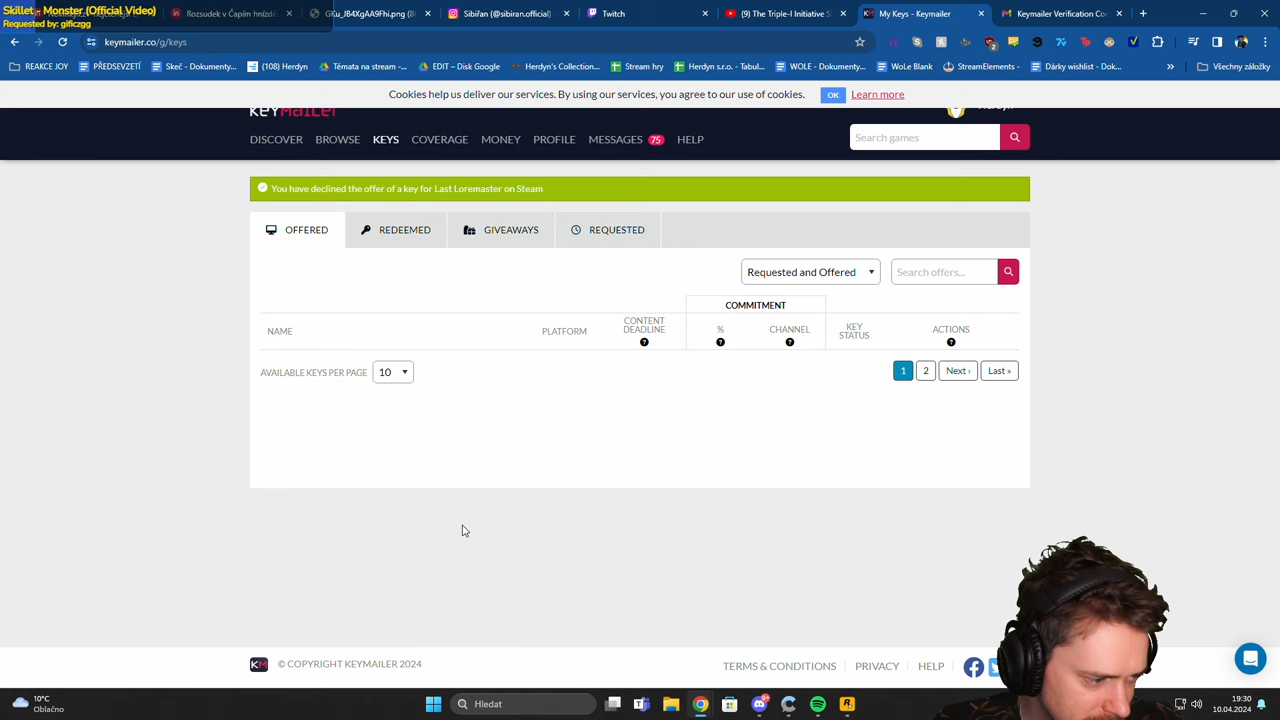 Skillet - Monster (Official Video)
Requested by: gificzgg
Rozsudek v Čapím hnízdě
GKu_JB4XgAA9Fhi.png (8
Sibiřan (@sibiran.official)
Twitch
(9) The Triple-I Initiative S
My Keys - Keymailer
Keymailer Verification Co
keymailer.co/g/keys
REAKCE JOY
PŘEDSEVZETÍ
Skeč - Dokumenty...
(108) Herdyn
Témata na stream -...
EDIT – Disk Google
Herdyn's Collection...
Stream hry
Herdyn s.r.o. - Tabul...
WOLE - Dokumenty...
WoLe Blank
StreamElements -
Dárky wishlist - Dok...
»
Všechny záložky
Cookies help us deliver our services. By using our services, you agree to our use of cookies.
OK
Learn more
KEYMAILER
DISCOVER
BROWSE
KEYS
COVERAGE
MONEY
PROFILE
MESSAGES 75
HELP
Search games
You have declined the offer of a key for Last Loremaster on Steam
OFFERED
REDEEMED
GIVEAWAYS
REQUESTED
Requested and Offered
Search offers...
COMMITMENT
NAME
PLATFORM
CONTENT DEADLINE
%
CHANNEL
KEY STATUS
ACTIONS
AVAILABLE KEYS PER PAGE
10
1
2
Next ›
Last »
KM
© COPYRIGHT KEYMAILER 2024
TERMS & CONDITIONS
PRIVACY
HELP
10°C
Oblačno
Hledat
19:30
10.04.2024